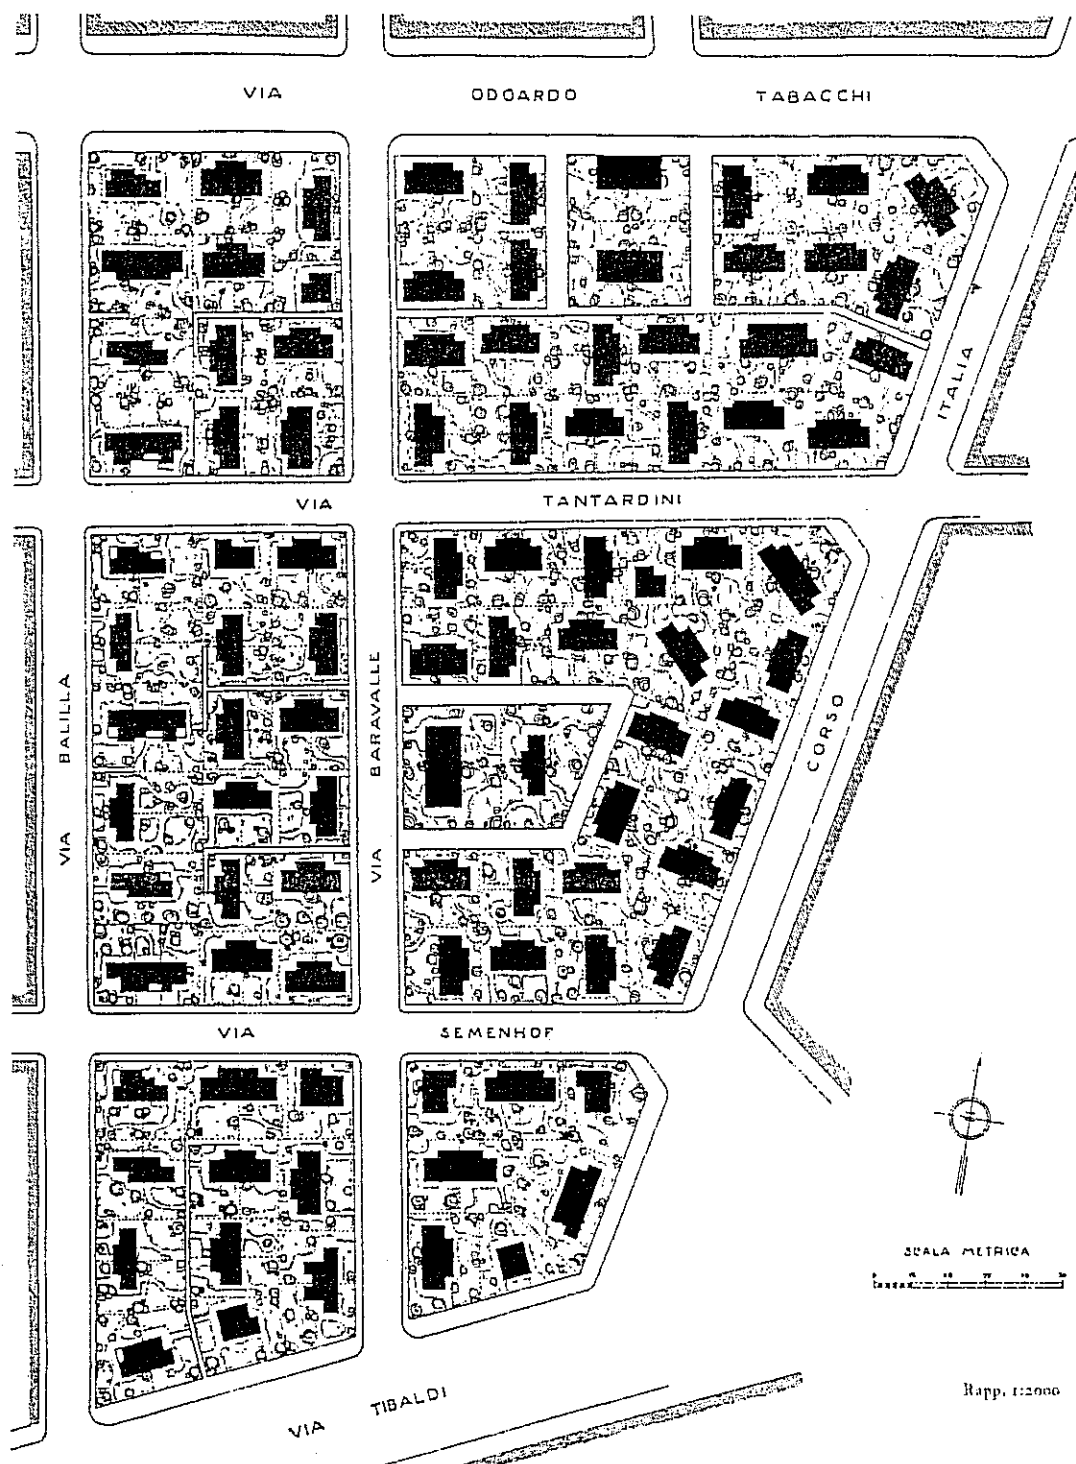 VIA ODOARDO TABACCHI
ITALIA
VIA TANTARDINI
CORSO
VIA BALILLA
VIA BARAVALLE
VIA SEMENHOF
SCALA METRICA
VIA TIBALDI
Rapp. 1:2000